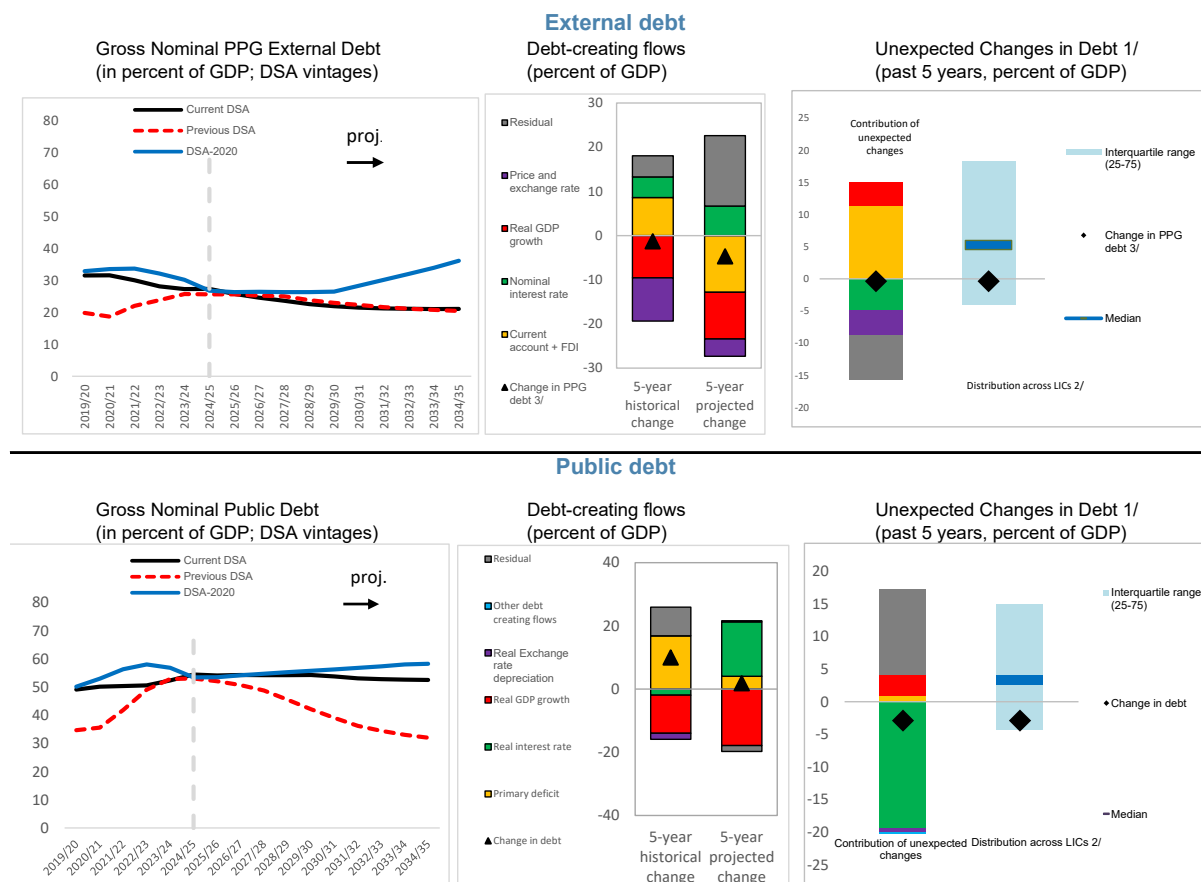 External debt
Gross Nominal PPG External Debt
(in percent of GDP; DSA vintages)
Current DSA
Previous DSA
DSA-2020
proj.
80
70
60
50
40
30
20
10
0
2019/20
2020/21
2021/22
2022/23
2023/24
2024/25
2025/26
2026/27
2027/28
2028/29
2029/30
2030/31
2031/32
2032/33
2033/34
2034/35
Debt-creating flows
(percent of GDP)
Residual
Price and
exchange rate
Real GDP
growth
Nominal
interest rate
Current
account + FDI
Change in PPG
debt 3/
30
20
10
0
-10
-20
-30
5-year
historical
change
5-year
projected
change
Unexpected Changes in Debt 1/
(past 5 years, percent of GDP)
25
20
15
10
5
0
-5
-10
-15
-20
Contribution of
unexpected
changes
Distribution across LICs 2/
Interquartile range
(25-75)
Change in PPG
debt 3/
Median
Public debt
Gross Nominal Public Debt
(in percent of GDP; DSA vintages)
Current DSA
Previous DSA
DSA-2020
proj.
80
70
60
50
40
30
20
10
0
2019/20
2020/21
2021/22
2022/23
2023/24
2024/25
2025/26
2026/27
2027/28
2028/29
2029/30
2030/31
2031/32
2032/33
2033/34
2034/35
Debt-creating flows
(percent of GDP)
Residual
Other debt
creating flows
Real Exchange
rate
depreciation
Real GDP growth
Real interest rate
Primary deficit
Change in debt
40
20
0
-20
-40
5-year
historical
change
5-year
projected
change
Unexpected Changes in Debt 1/
(past 5 years, percent of GDP)
20
15
10
5
0
-5
-10
-15
-20
-25
Contribution of unexpected
changes
Distribution across LICs 2/
Interquartile range
(25-75)
Change in debt
Median